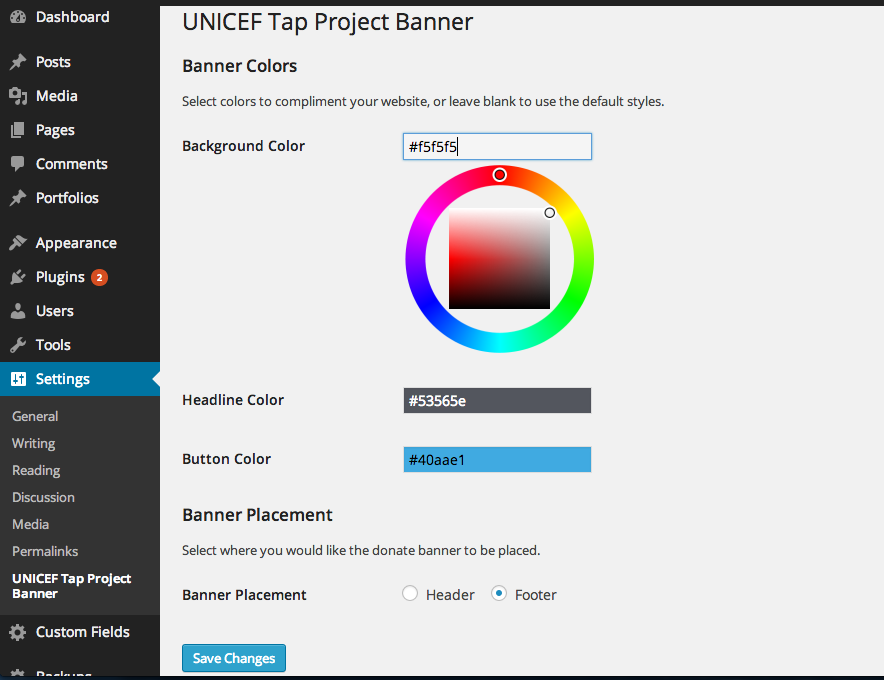 Dashboard
Posts
Media
Pages
Comments
Portfolios
Appearance
Plugins 2
Users
Tools
Settings
General
Writing
Reading
Discussion
Media
Permalinks
UNICEF Tap Project
Banner
Custom Fields
Backups
UNICEF Tap Project Banner
Banner Colors
Select colors to compliment your website, or leave blank to use the default styles.
Background Color #f5f5f5
Headline Color #53565e
Button Color #40aae1
Banner Placement
Select where you would like the donate banner to be placed.
Banner Placement Header Footer
Save Changes